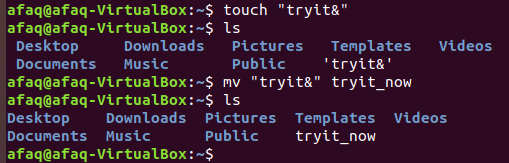 afaq@afaq-VirtualBox:~$ touch "tryit&"
afaq@afaq-VirtualBox:~$ ls
 Desktop     Downloads   Pictures   Templates   Videos
 Documents   Music       Public    'tryit&'
afaq@afaq-VirtualBox:~$ mv "tryit&" tryit_now
afaq@afaq-VirtualBox:~$ ls
Desktop    Downloads  Pictures  Templates  Videos
Documents  Music      Public    tryit_now
afaq@afaq-VirtualBox:~$